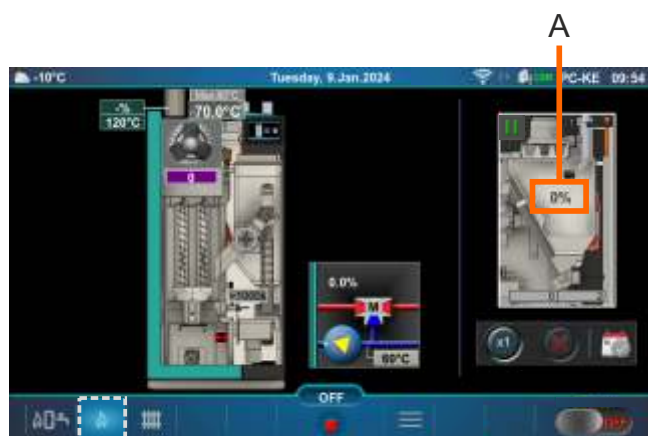 A
-10°C
Tuesday, 9.Jan.2024
PC-KE 09:54
-%
120°C
70.0°C
0
0%
0.0%
M
60°C
x1
OFF
OFF